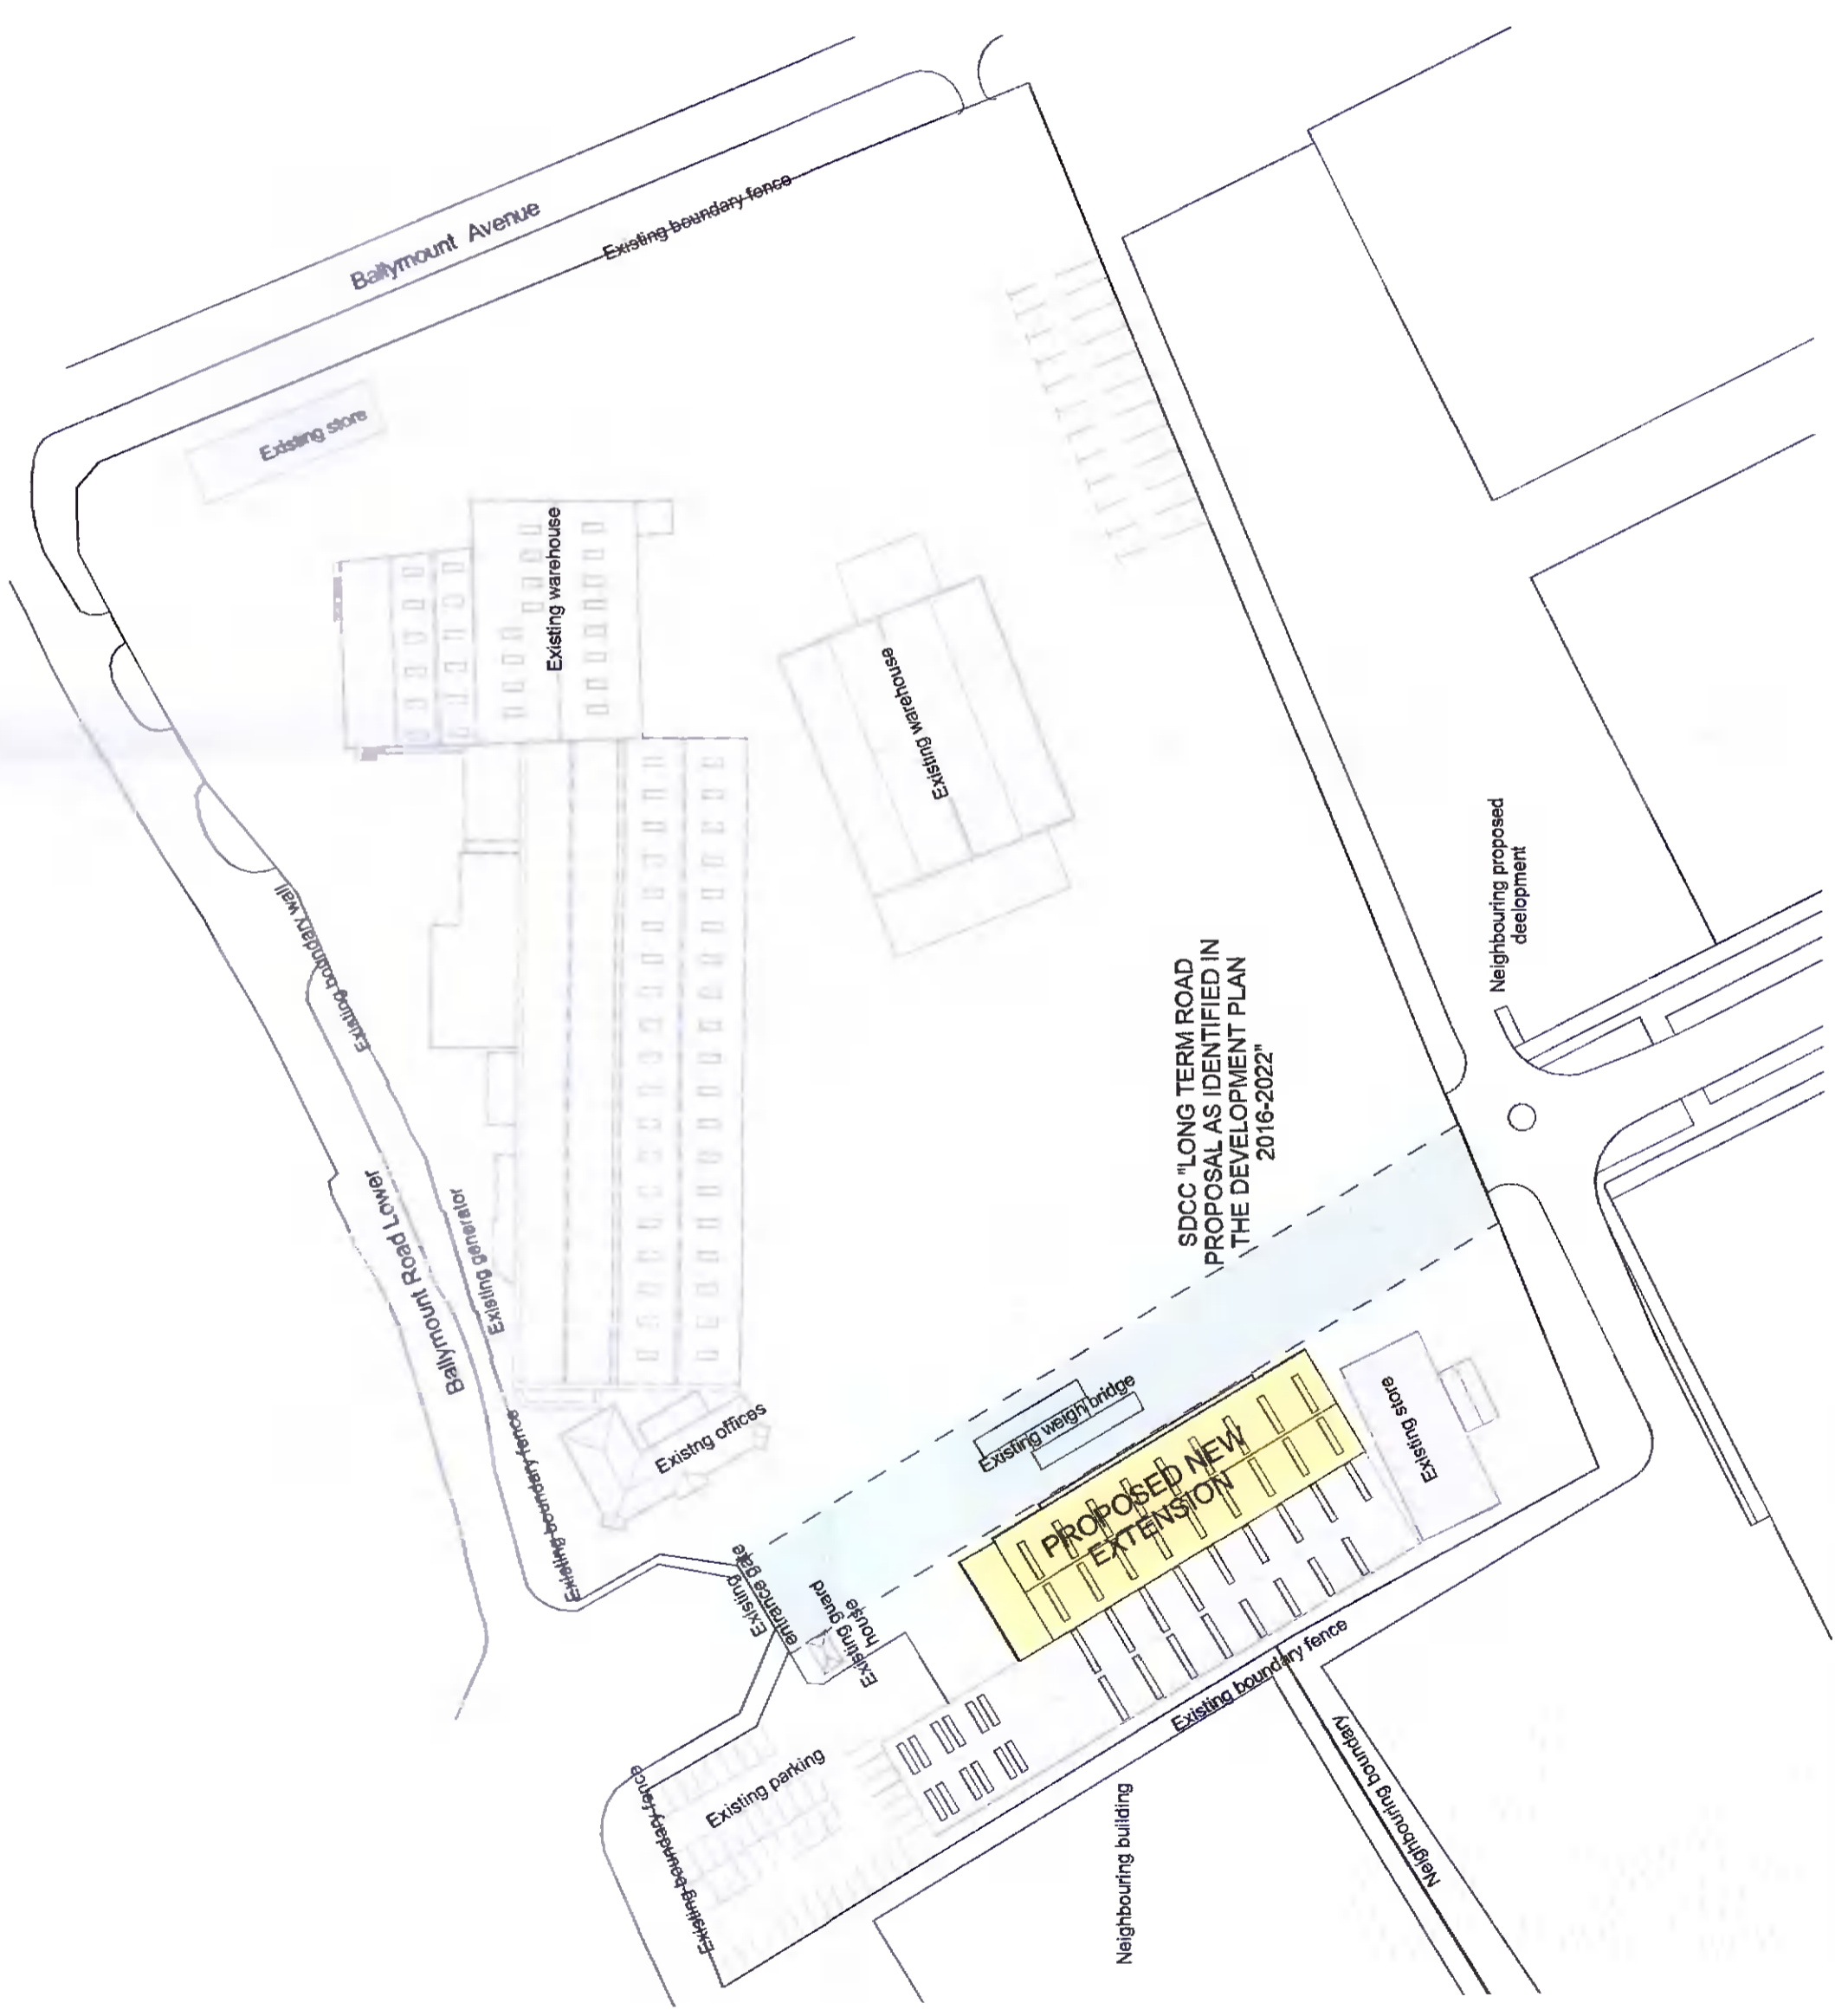 Ballymount Avenue
Existing boundary fence
Existing store
Existing warehouse
Existing warehouse
Existing boundary wall
Ballymount Road Lower
Existing generator
Existing boundary fence
Existng offices
SDCC "LONG TERM ROAD
PROPOSAL AS IDENTIFIED IN
THE DEVELOPMENT PLAN
2016-2022"
Neighbouring proposed
deelopment
Existing weigh bridge
PROPOSED NEW
EXTENSION
Existing store
Existing
entrance gate
Existing guard
house
Existing parking
Existing boundary fence
Existing boundary fence
Neighbouring building
Neighbouring boundary